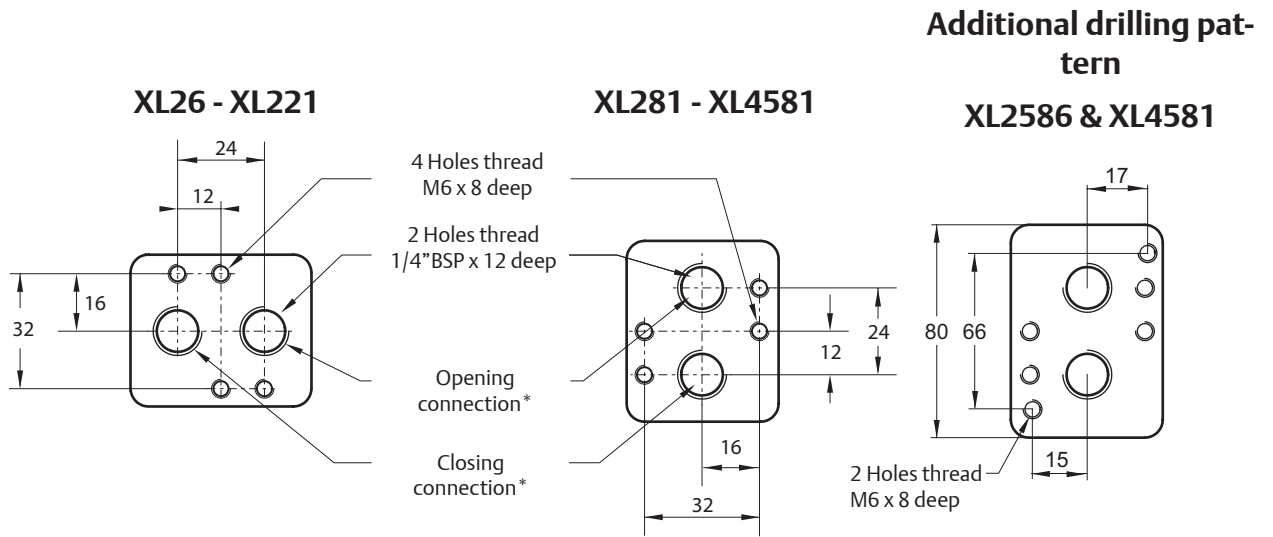 Additional drilling pat-
tern
XL26 - XL221
XL281 - XL4581
XL2586 & XL4581
24
12
16
32
4 Holes thread
M6 x 8 deep
2 Holes thread
1/4”BSP x 12 deep
Opening
connection*
Closing
connection*
24
12
16
32
17
80
66
15
2 Holes thread
M6 x 8 deep